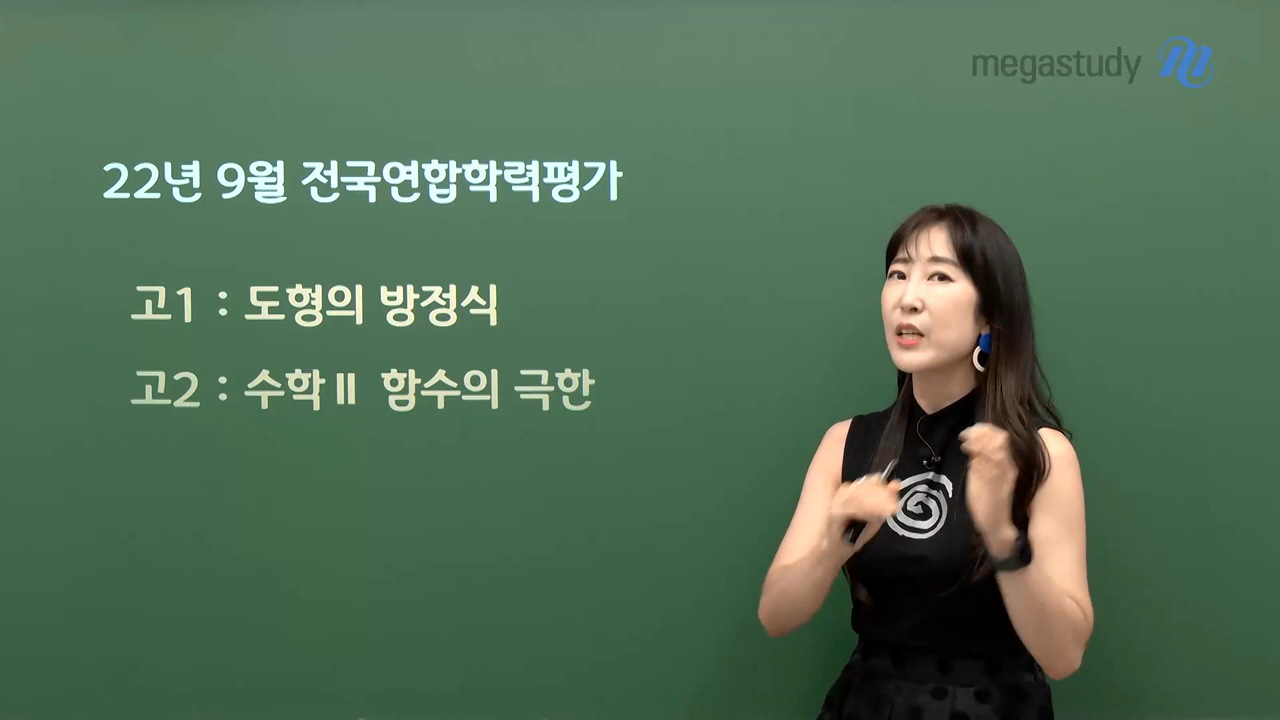 megastudy
22년 9월 전국연합학력평가
고1 : 도형의 방정식
고2 : 수학Ⅱ 함수의 극한